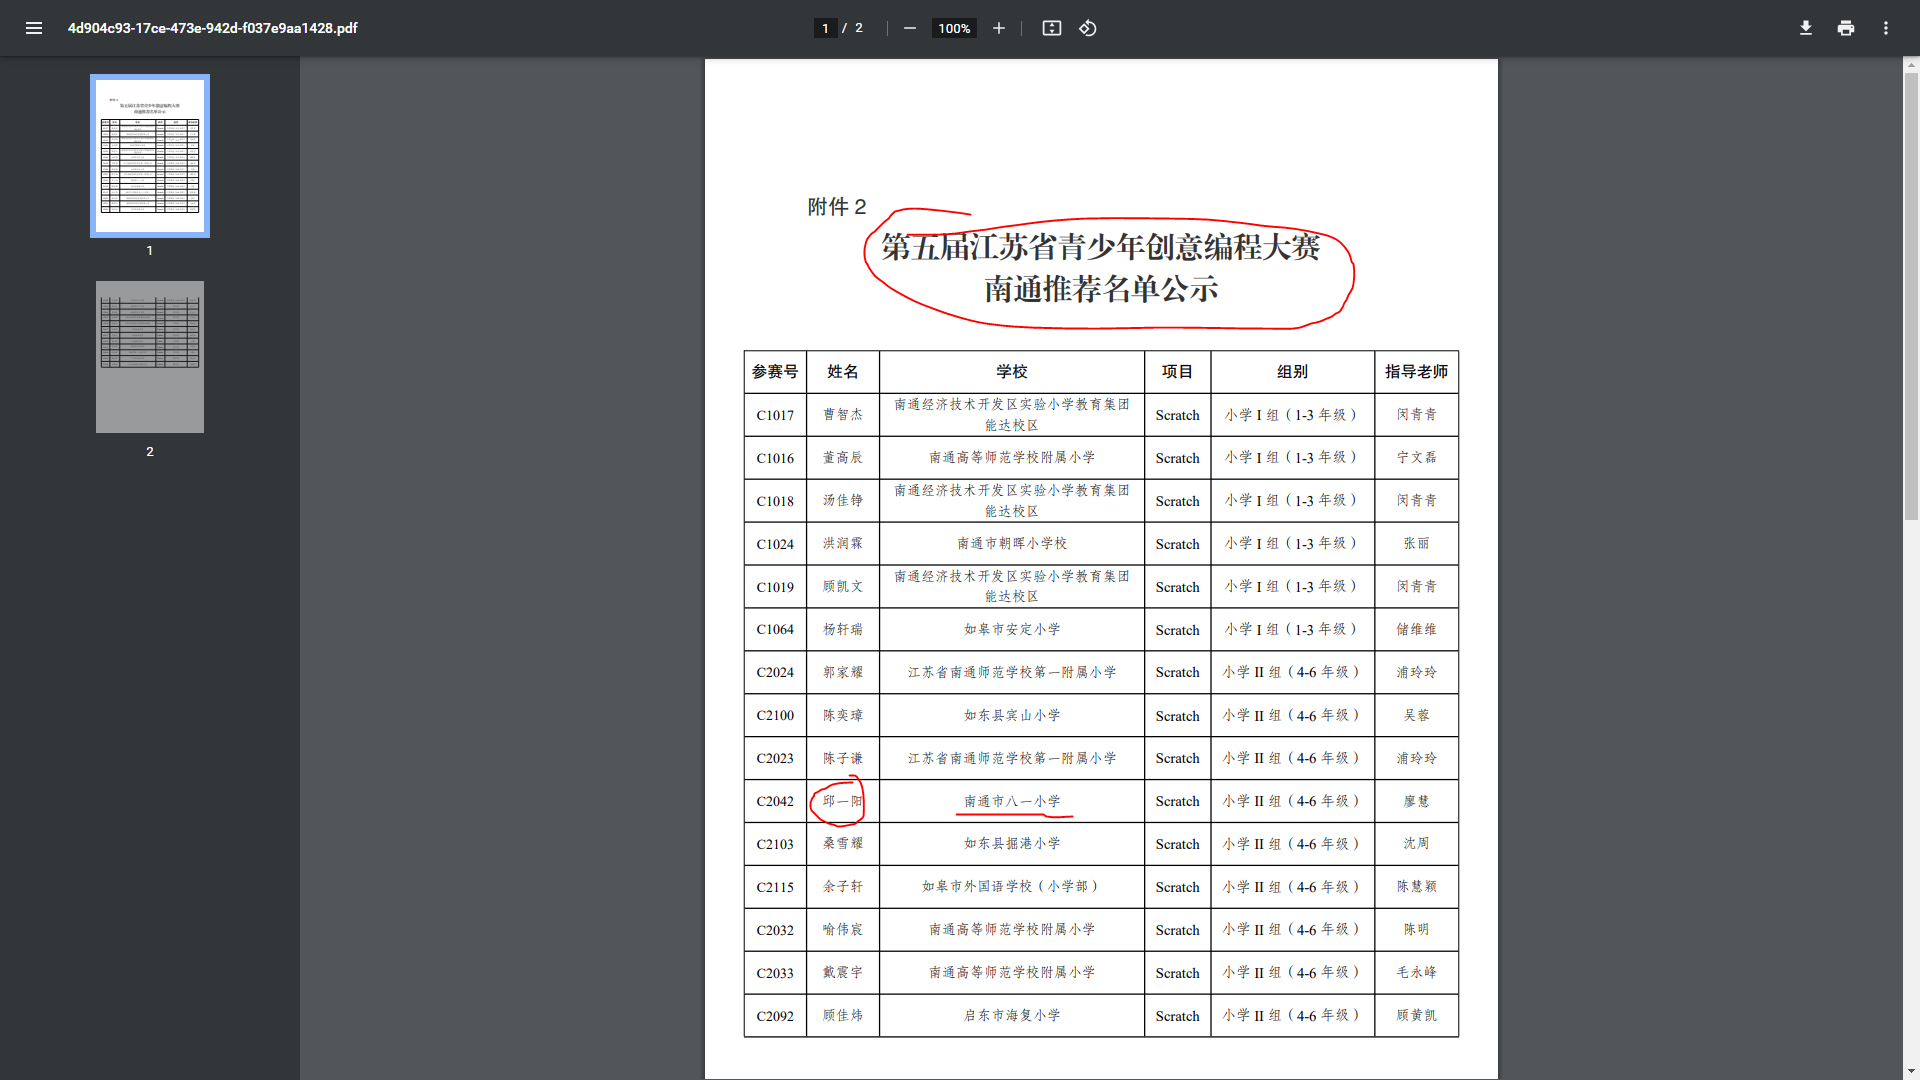 4d904c93-17ce-473e-942d-f037e9aa1428.pdf
1 / 2
100%
1
2
附件 2
第五届江苏省青少年创意编程大赛
南通推荐名单公示
参赛号 姓名 学校 项目 组别 指导老师
C1017 曹智杰 南通经济技术开发区实验小学教育集团能达校区 Scratch 小学 I 组（1-3 年级） 闵青青
C1016 董高辰 南通高等师范学校附属小学 Scratch 小学 I 组（1-3 年级） 宁文磊
C1018 汤佳铮 南通经济技术开发区实验小学教育集团能达校区 Scratch 小学 I 组（1-3 年级） 闵青青
C1024 洪润霖 南通市朝晖小学校 Scratch 小学 I 组（1-3 年级） 张丽
C1019 顾凯文 南通经济技术开发区实验小学教育集团能达校区 Scratch 小学 I 组（1-3 年级） 闵青青
C1064 杨轩瑞 如皋市安定小学 Scratch 小学 I 组（1-3 年级） 储维维
C2024 郭家耀 江苏省南通师范学校第一附属小学 Scratch 小学 II 组（4-6 年级） 浦玲玲
C2100 陈奕璋 如东县宾山小学 Scratch 小学 II 组（4-6 年级） 吴蓉
C2023 陈子谦 江苏省南通师范学校第一附属小学 Scratch 小学 II 组（4-6 年级） 浦玲玲
C2042 邱一阳 南通市八一小学 Scratch 小学 II 组（4-6 年级） 廖慧
C2103 桑雪耀 如东县掘港小学 Scratch 小学 II 组（4-6 年级） 沈周
C2115 余子轩 如皋市外国语学校（小学部） Scratch 小学 II 组（4-6 年级） 陈慧颖
C2032 喻伟宸 南通高等师范学校附属小学 Scratch 小学 II 组（4-6 年级） 陈明
C2033 戴震宇 南通高等师范学校附属小学 Scratch 小学 II 组（4-6 年级） 毛永峰
C2092 顾佳炜 启东市海复小学 Scratch 小学 II 组（4-6 年级） 顾黄凯